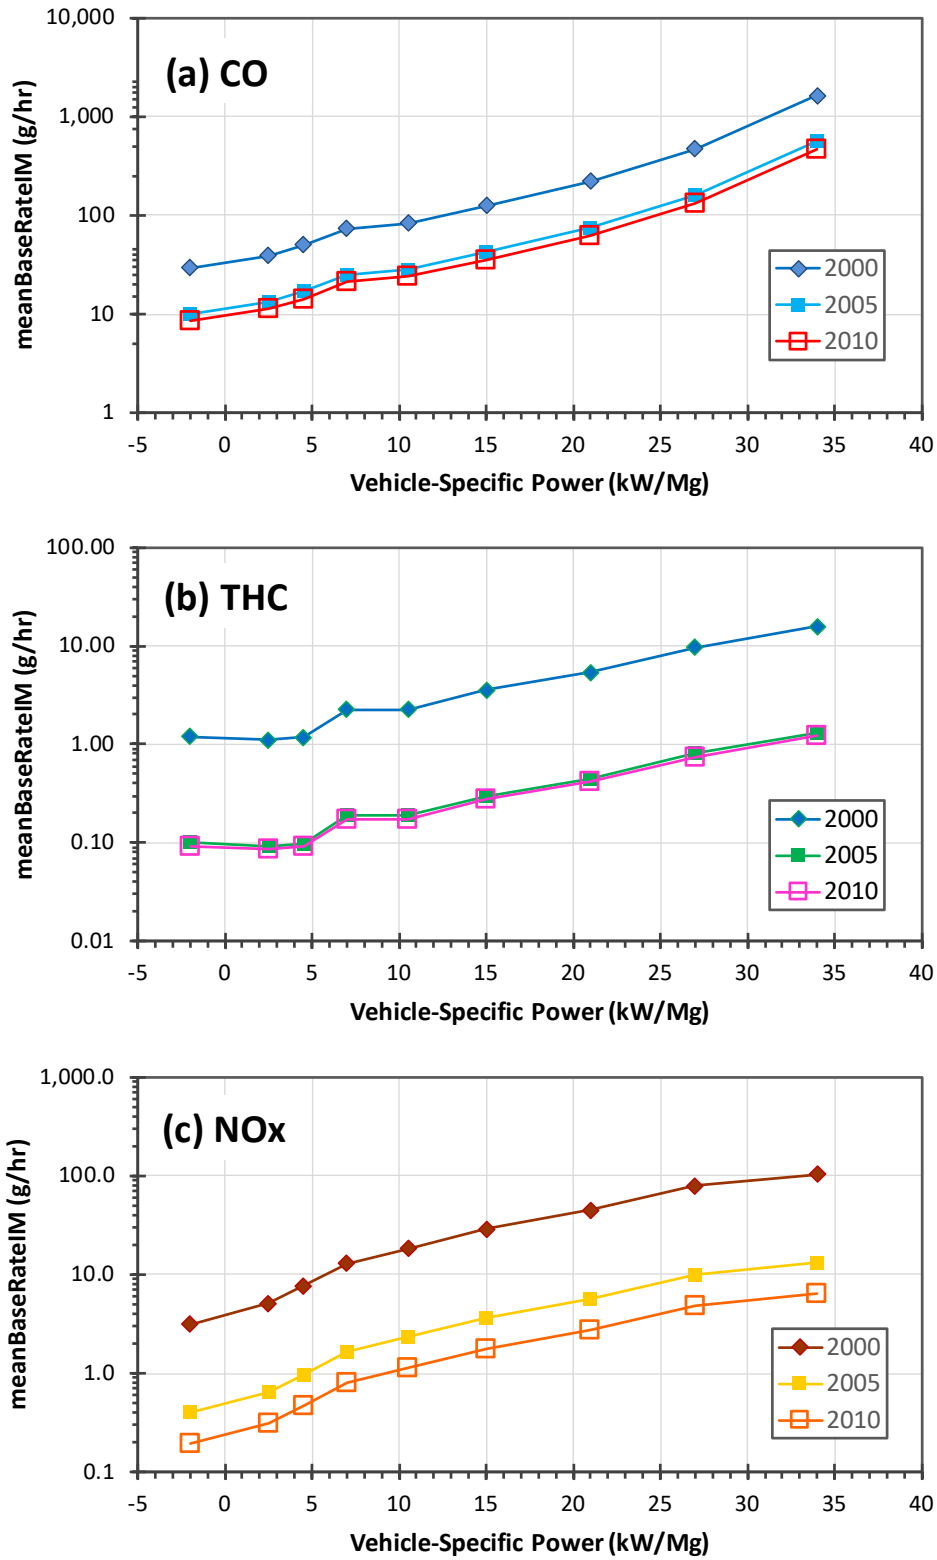 (a) CO
meanBaseRateIM (g/hr)
10,000
1,000
100
10
1
-5 0 5 10 15 20 25 30 35 40
Vehicle-Specific Power (kW/Mg)
2000
2005
2010
(b) THC
meanBaseRateIM (g/hr)
100.00
10.00
1.00
0.10
0.01
-5 0 5 10 15 20 25 30 35 40
Vehicle-Specific Power (kW/Mg)
2000
2005
2010
(c) NOx
meanBaseRateIM (g/hr)
1,000.0
100.0
10.0
1.0
0.1
-5 0 5 10 15 20 25 30 35 40
Vehicle-Specific Power (kW/Mg)
2000
2005
2010